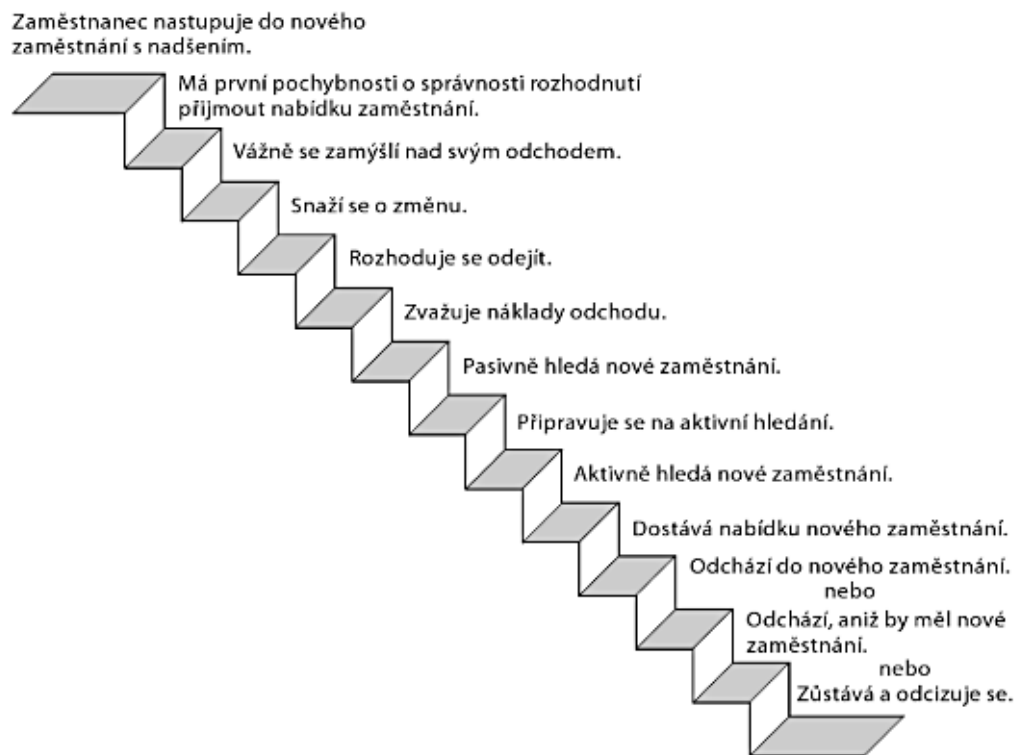 Zaměstnanec nastupuje do nového
zaměstnání s nadšením.
Má první pochybnosti o správnosti rozhodnutí
přijmout nabídku zaměstnání.
Vážně se zamýšlí nad svým odchodem.
Snaží se o změnu.
Rozhoduje se odejít.
Zvažuje náklady odchodu.
Pasivně hledá nové zaměstnání.
Připravuje se na aktivní hledání.
Aktivně hledá nové zaměstnání.
Dostává nabídku nového zaměstnání.
Odchází do nového zaměstnání.
nebo
Odchází, aniž by měl nové
zaměstnání.
nebo
Zůstává a odcizuje se.